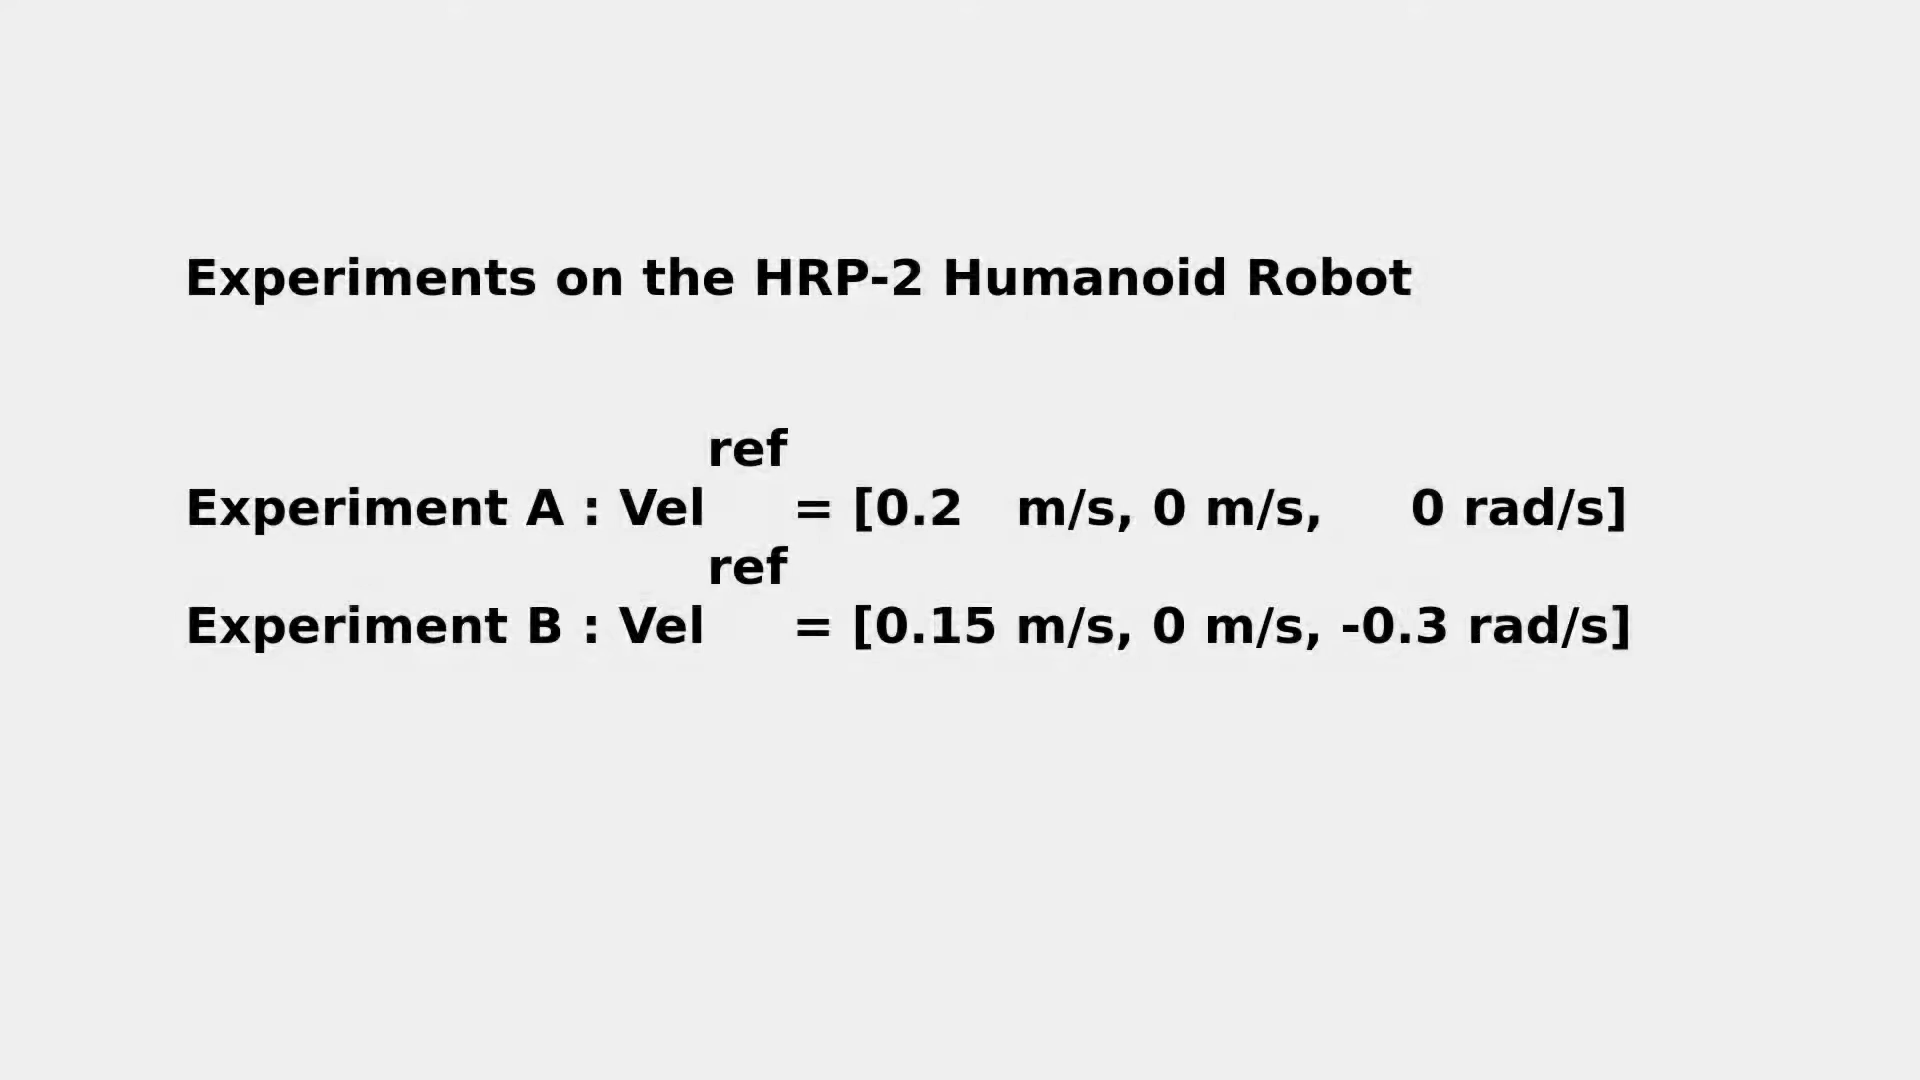 Experiments on the HRP-2 Humanoid Robot
ref
Experiment A : Vel = [0.2 m/s, 0 m/s, 0 rad/s]
ref
Experiment B : Vel = [0.15 m/s, 0 m/s, -0.3 rad/s]